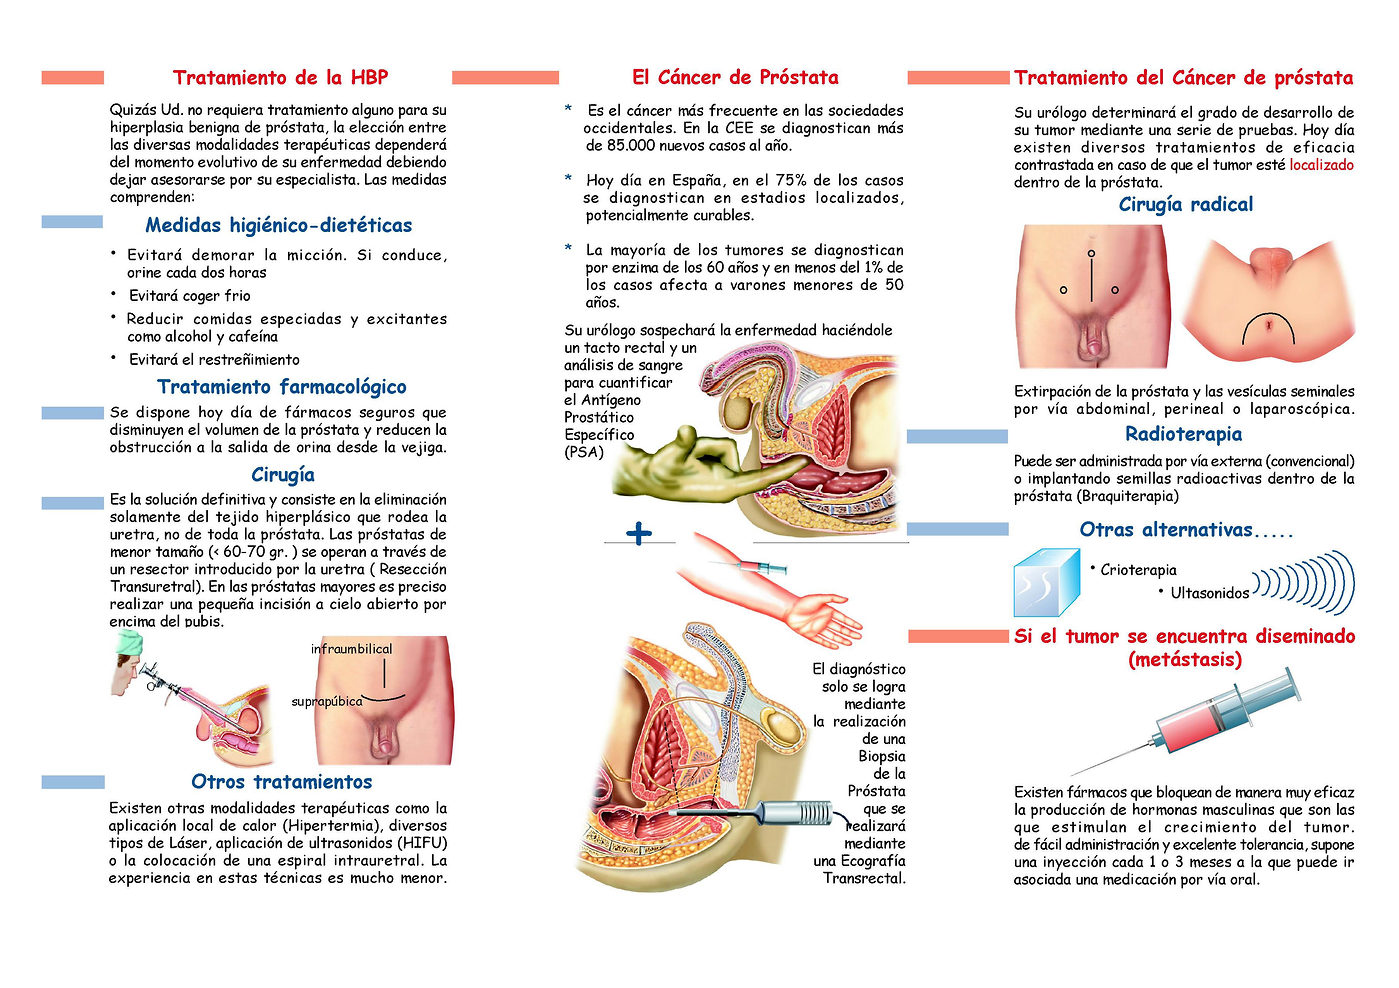 Tratamiento de la HBP
Quizás Ud. no requiera tratamiento alguno para su
hiperplasia benigna de próstata, la elección entre
las diversas modalidades terapéuticas dependerá
del momento evolutivo de su enfermedad debiendo
dejar asesorarse por su especialista. Las medidas
comprenden:
Medidas higiénico-dietéticas
• Evitará demorar la micción. Si conduce,
orine cada dos horas
• Evitará coger frio
• Reducir comidas especiadas y excitantes
como alcohol y cafeína
• Evitará el restreñimiento
Tratamiento farmacológico
Se dispone hoy día de fármacos seguros que
disminuyen el volumen de la próstata y reducen la
obstrucción a la salida de orina desde la vejiga.
Cirugía
Es la solución definitiva y consiste en la eliminación
solamente del tejido hiperplásico que rodea la
uretra, no de toda la próstata. Las próstatas de
menor tamaño (< 60-70 gr. ) se operan a través de
un resector introducido por la uretra ( Resección
Transuretral). En las próstatas mayores es preciso
realizar una pequeña incisión a cielo abierto por
encima del pubis.
infraumbilical
suprapúbica
Otros tratamientos
Existen otras modalidades terapéuticas como la
aplicación local de calor (Hipertermia), diversos
tipos de Láser, aplicación de ultrasonidos (HIFU)
o la colocación de una espiral intrauretral. La
experiencia en estas técnicas es mucho menor.
El Cáncer de Próstata
* Es el cáncer más frecuente en las sociedades
occidentales. En la CEE se diagnostican más
de 85.000 nuevos casos al año.
* Hoy día en España, en el 75% de los casos
se diagnostican en estadios localizados,
potencialmente curables.
* La mayoría de los tumores se diagnostican
por enzima de los 60 años y en menos del 1% de
los casos afecta a varones menores de 50
años.
Su urólogo sospechará la enfermedad haciéndole
un tacto rectal y un
análisis de sangre
para cuantificar
el Antígeno
Prostático
Específico
(PSA)
+
El diagnóstico
solo se logra
mediante
la realización
de una
Biopsia
de la
Próstata
que se
realizará
mediante
una Ecografía
Transrectal.
Tratamiento del Cáncer de próstata
Su urólogo determinará el grado de desarrollo de
su tumor mediante una serie de pruebas. Hoy día
existen diversos tratamientos de eficacia
contrastada en caso de que el tumor esté localizado
dentro de la próstata.
Cirugía radical
Extirpación de la próstata y las vesículas seminales
por vía abdominal, perineal o laparoscópica.
Radioterapia
Puede ser administrada por vía externa (convencional)
o implantando semillas radioactivas dentro de la
próstata (Braquiterapia)
Otras alternativas.....
• Crioterapia
• Ultasonidos
Si el tumor se encuentra diseminado
(metástasis)
Existen fármacos que bloquean de manera muy eficaz
la producción de hormonas masculinas que son las
que estimulan el crecimiento del tumor.
de fácil administración y excelente tolerancia, supone
una inyección cada 1 o 3 meses a la que puede ir
asociada una medicación por vía oral.